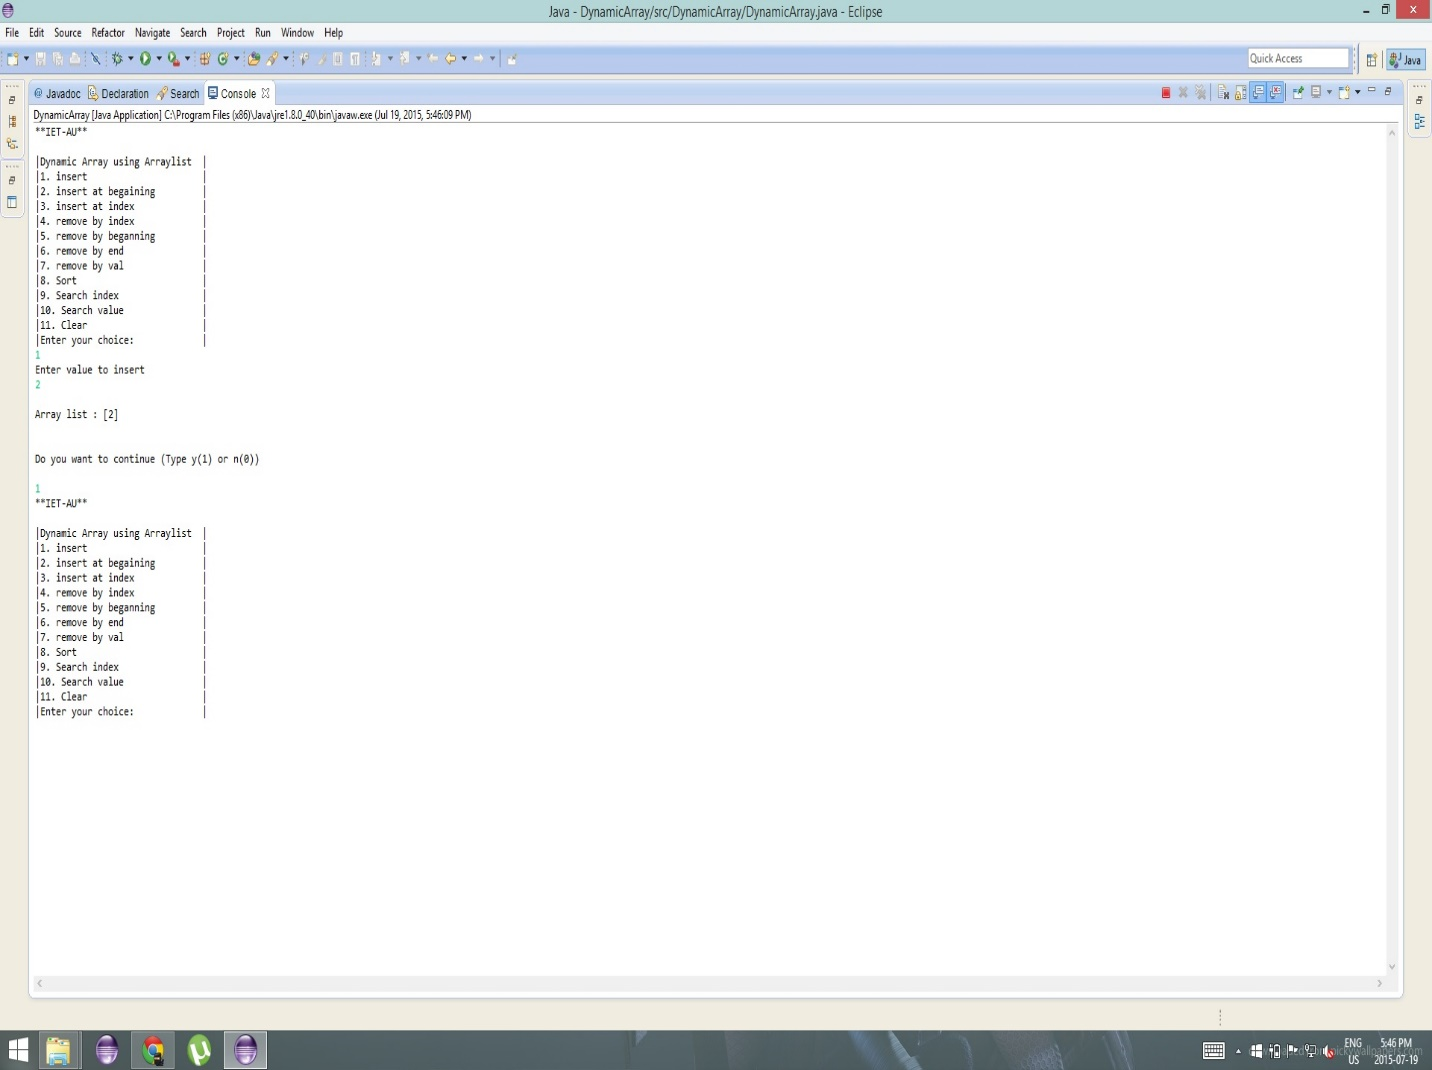 Java - DynamicArray/src/DynamicArray/DynamicArray.java - Eclipse
File Edit Source Refactor Navigate Search Project Run Window Help
Quick Access
Java
@ Javadoc Declaration Search Console
DynamicArray [Java Application] C:\Program Files (x86)\Java\jre1.8.0_40\bin\javaw.exe (Jul 19, 2015, 5:46:09 PM)
**IET-AU**
|Dynamic Array using Arraylist |
|1. insert |
|2. insert at begaining |
|3. insert at index |
|4. remove by index |
|5. remove by beganning |
|6. remove by end |
|7. remove by val |
|8. Sort |
|9. Search index |
|10. Search value |
|11. Clear |
|Enter your choice: |
1
Enter value to insert
2
Array list : [2]
Do you want to continue (Type y(1) or n(0))
1
**IET-AU**
|Dynamic Array using Arraylist |
|1. insert |
|2. insert at begaining |
|3. insert at index |
|4. remove by index |
|5. remove by beganning |
|6. remove by end |
|7. remove by val |
|8. Sort |
|9. Search index |
|10. Search value |
|11. Clear |
|Enter your choice: |
ENG 5:46 PM
US 2015-07-19